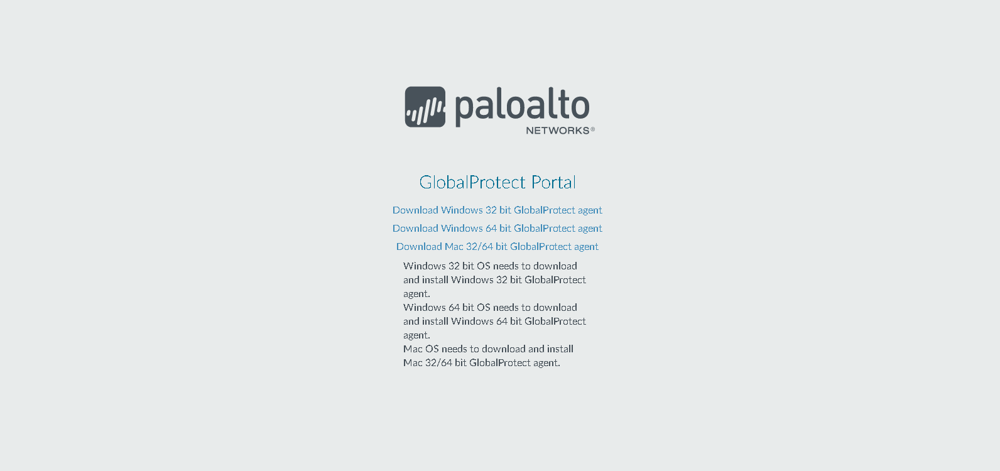 paloalto
NETWORKS®
GlobalProtect Portal
Download Windows 32 bit GlobalProtect agent
Download Windows 64 bit GlobalProtect agent
Download Mac 32/64 bit GlobalProtect agent
Windows 32 bit OS needs to download
and install Windows 32 bit GlobalProtect
agent.
Windows 64 bit OS needs to download
and install Windows 64 bit GlobalProtect
agent.
Mac OS needs to download and install
Mac 32/64 bit GlobalProtect agent.